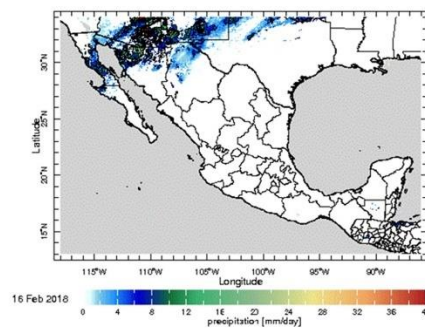 30°N
25°N
20°N
15°N
Latitude
115°W 110°W 105°W 100°W 95°W 90°W
Longitude
16 Feb 2018
0 4 8 12 16 20 24 28 32 36 40
precipitation [mm/day]